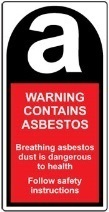 a
WARNING
CONTAINS
ASBESTOS
Breathing asbestos
dust is dangerous
to health
Follow safety
instructions